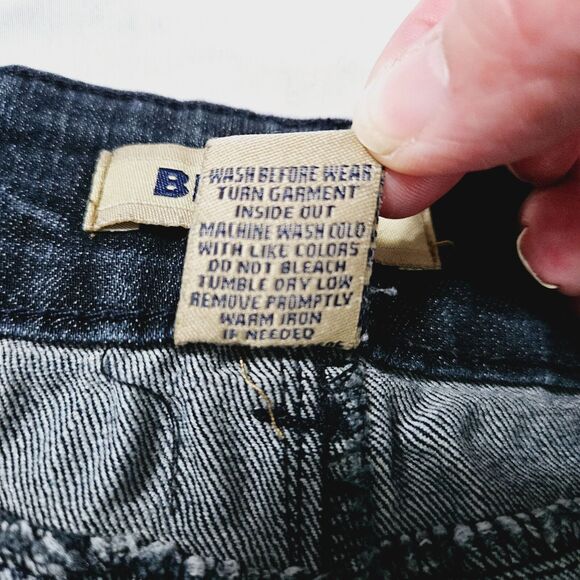 B
WASH BEFORE WEAR
TURN GARMENT
INSIDE OUT
MACHINE WASH COLD
WITH LIKE COLORS
DO NOT BLEACH
TUMBLE DRY LOW
REMOVE PROMPTLY
WARM IRON
IF NEEDED